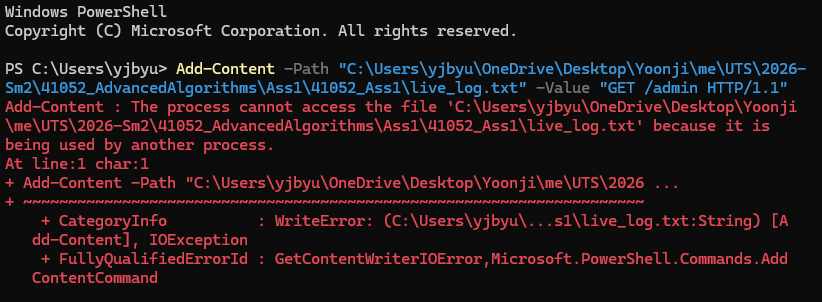 Windows PowerShell
Copyright (C) Microsoft Corporation. All rights reserved.
PS C:\Users\yjbyu> Add-Content -Path "C:\Users\yjbyu\OneDrive\Desktop\Yoonji\me\UTS\2026-
Sm2\41052_AdvancedAlgorithms\Ass1\41052_Ass1\live_log.txt" -Value "GET /admin HTTP/1.1"
Add-Content : The process cannot access the file 'C:\Users\yjbyu\OneDrive\Desktop\Yoonji
\me\UTS\2026-Sm2\41052_AdvancedAlgorithms\Ass1\41052_Ass1\live_log.txt' because it is
being used by another process.
At line:1 char:1
+ Add-Content -Path "C:\Users\yjbyu\OneDrive\Desktop\Yoonji\me\UTS\2026 ...
+ ~~~~~~~~~~~~~~~~~~~~~~~~~~~~~~~~~~~~~~~~~~~~~~~~~~~~~~~~~~~~~~~~~~~~~
+ CategoryInfo          : WriteError: (C:\Users\yjbyu\...s1\live_log.txt:String) [A
dd-Content], IOException
+ FullyQualifiedErrorId : GetContentWriterIOError,Microsoft.PowerShell.Commands.Add
ContentCommand